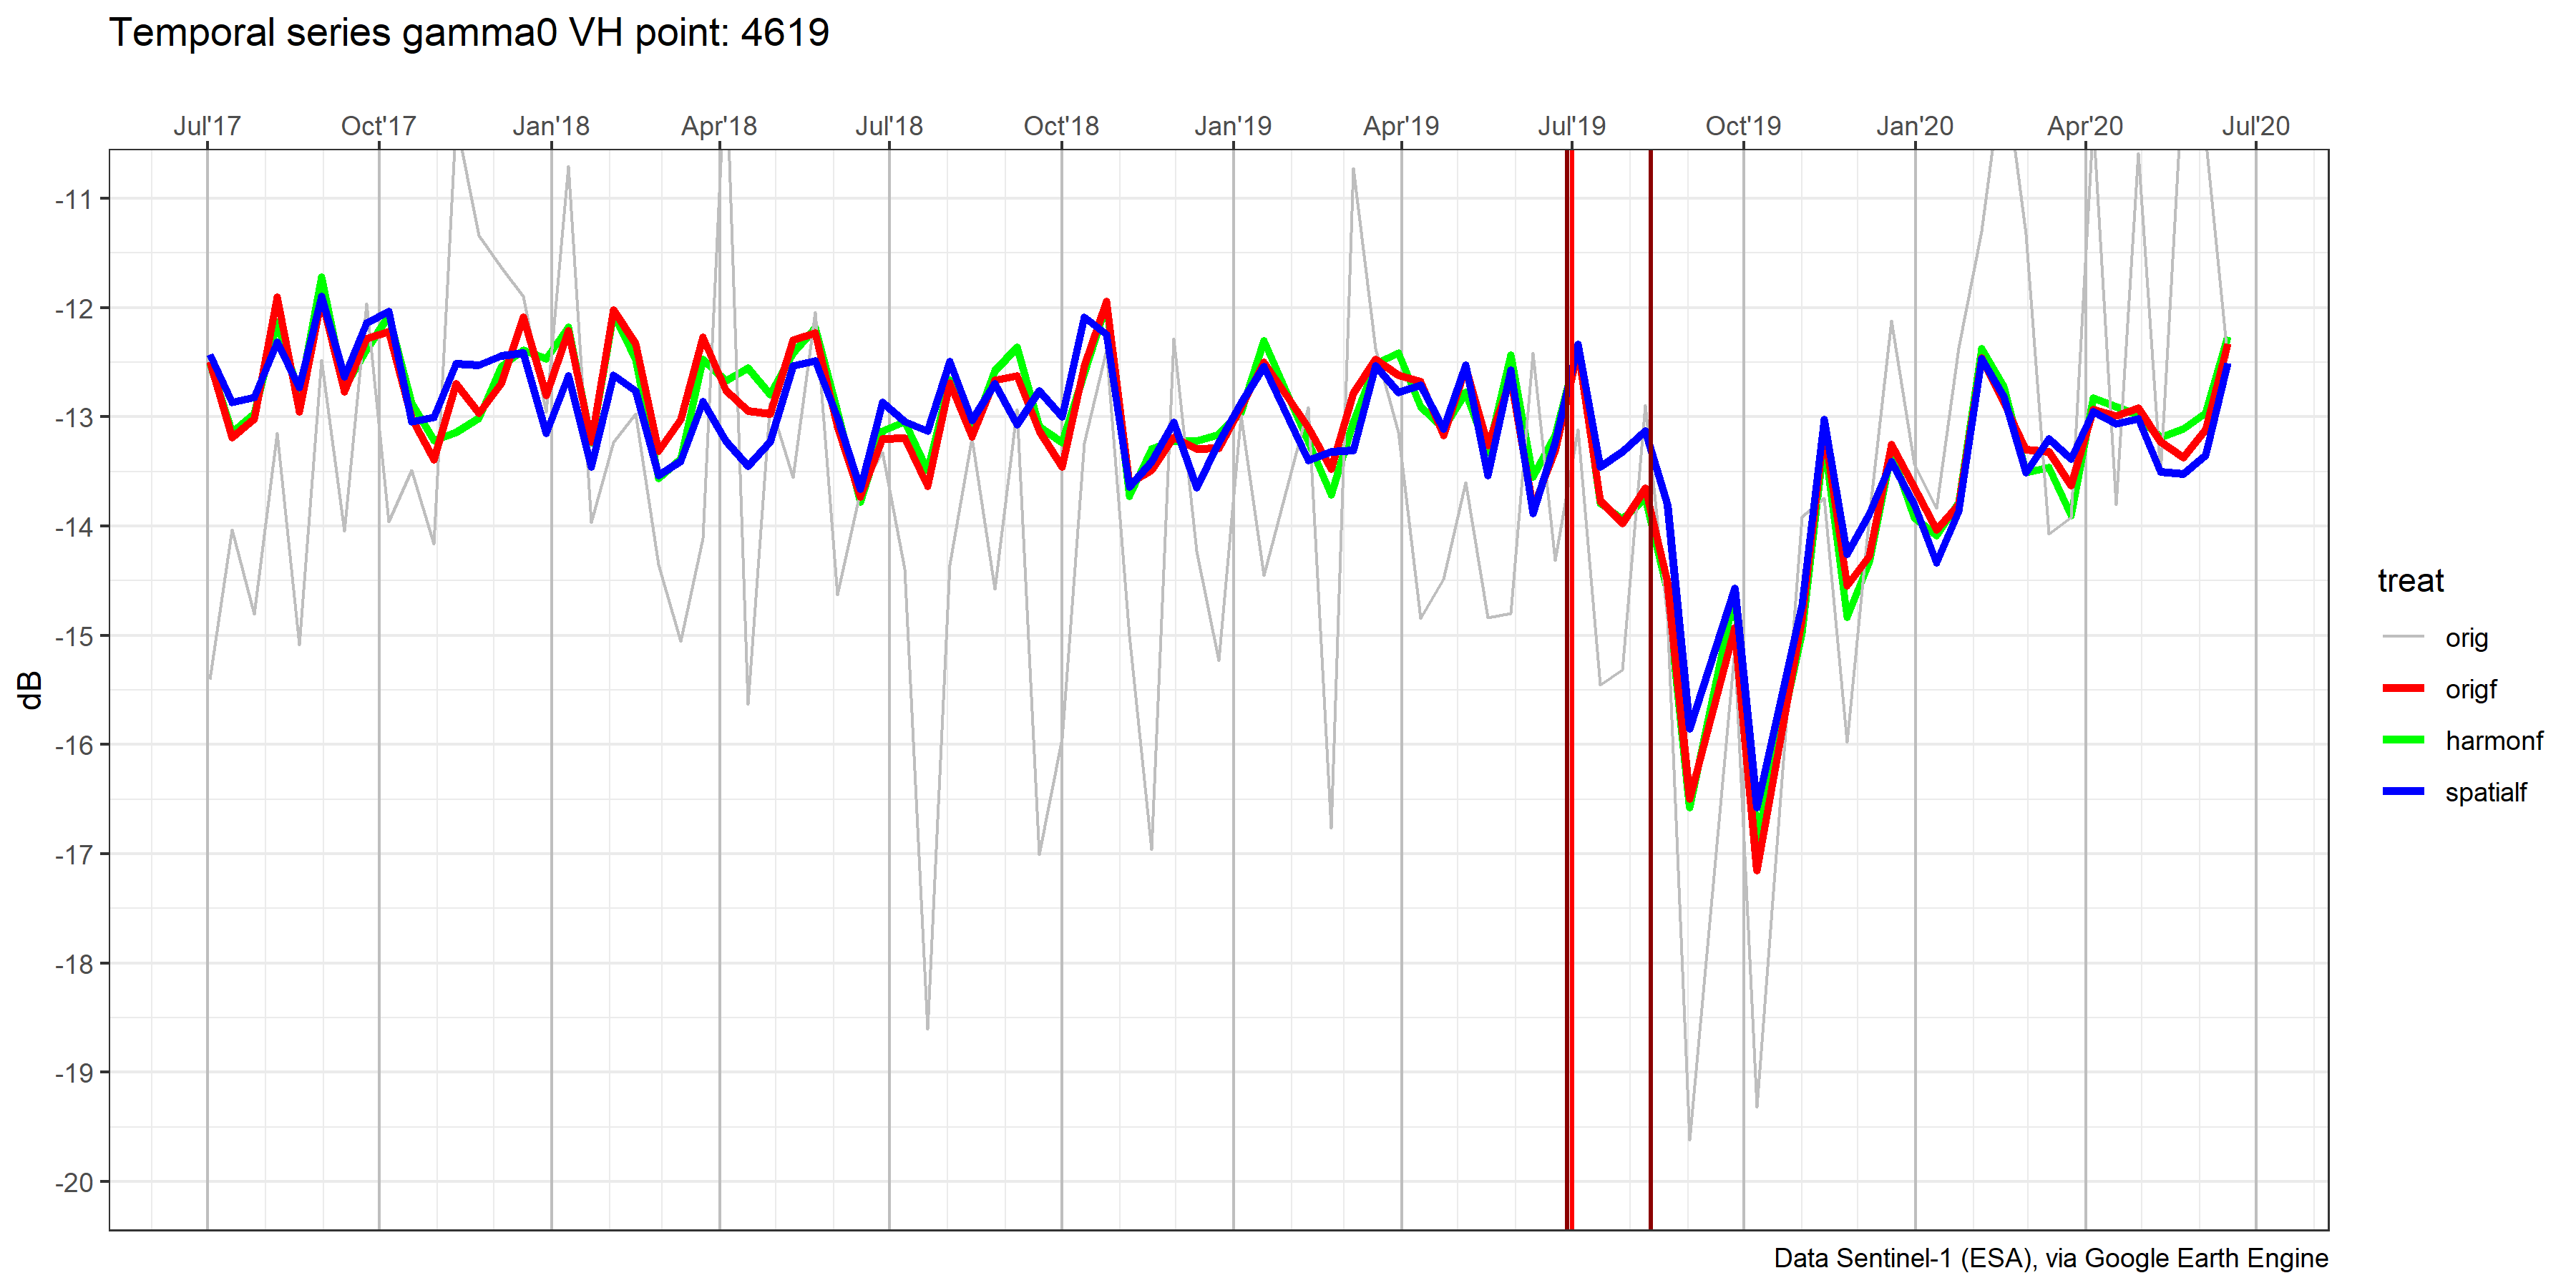 Temporal series gamma0 VH point: 4619
Jul'17 Oct'17 Jan'18 Apr'18 Jul'18 Oct'18 Jan'19 Apr'19 Jul'19 Oct'19 Jan'20 Apr'20 Jul'20
-11
-12
-13
-14
-15
-16
-17
-18
-19
-20
dB
treat
orig
origf
harmonf
spatialf
Data Sentinel-1 (ESA), via Google Earth Engine